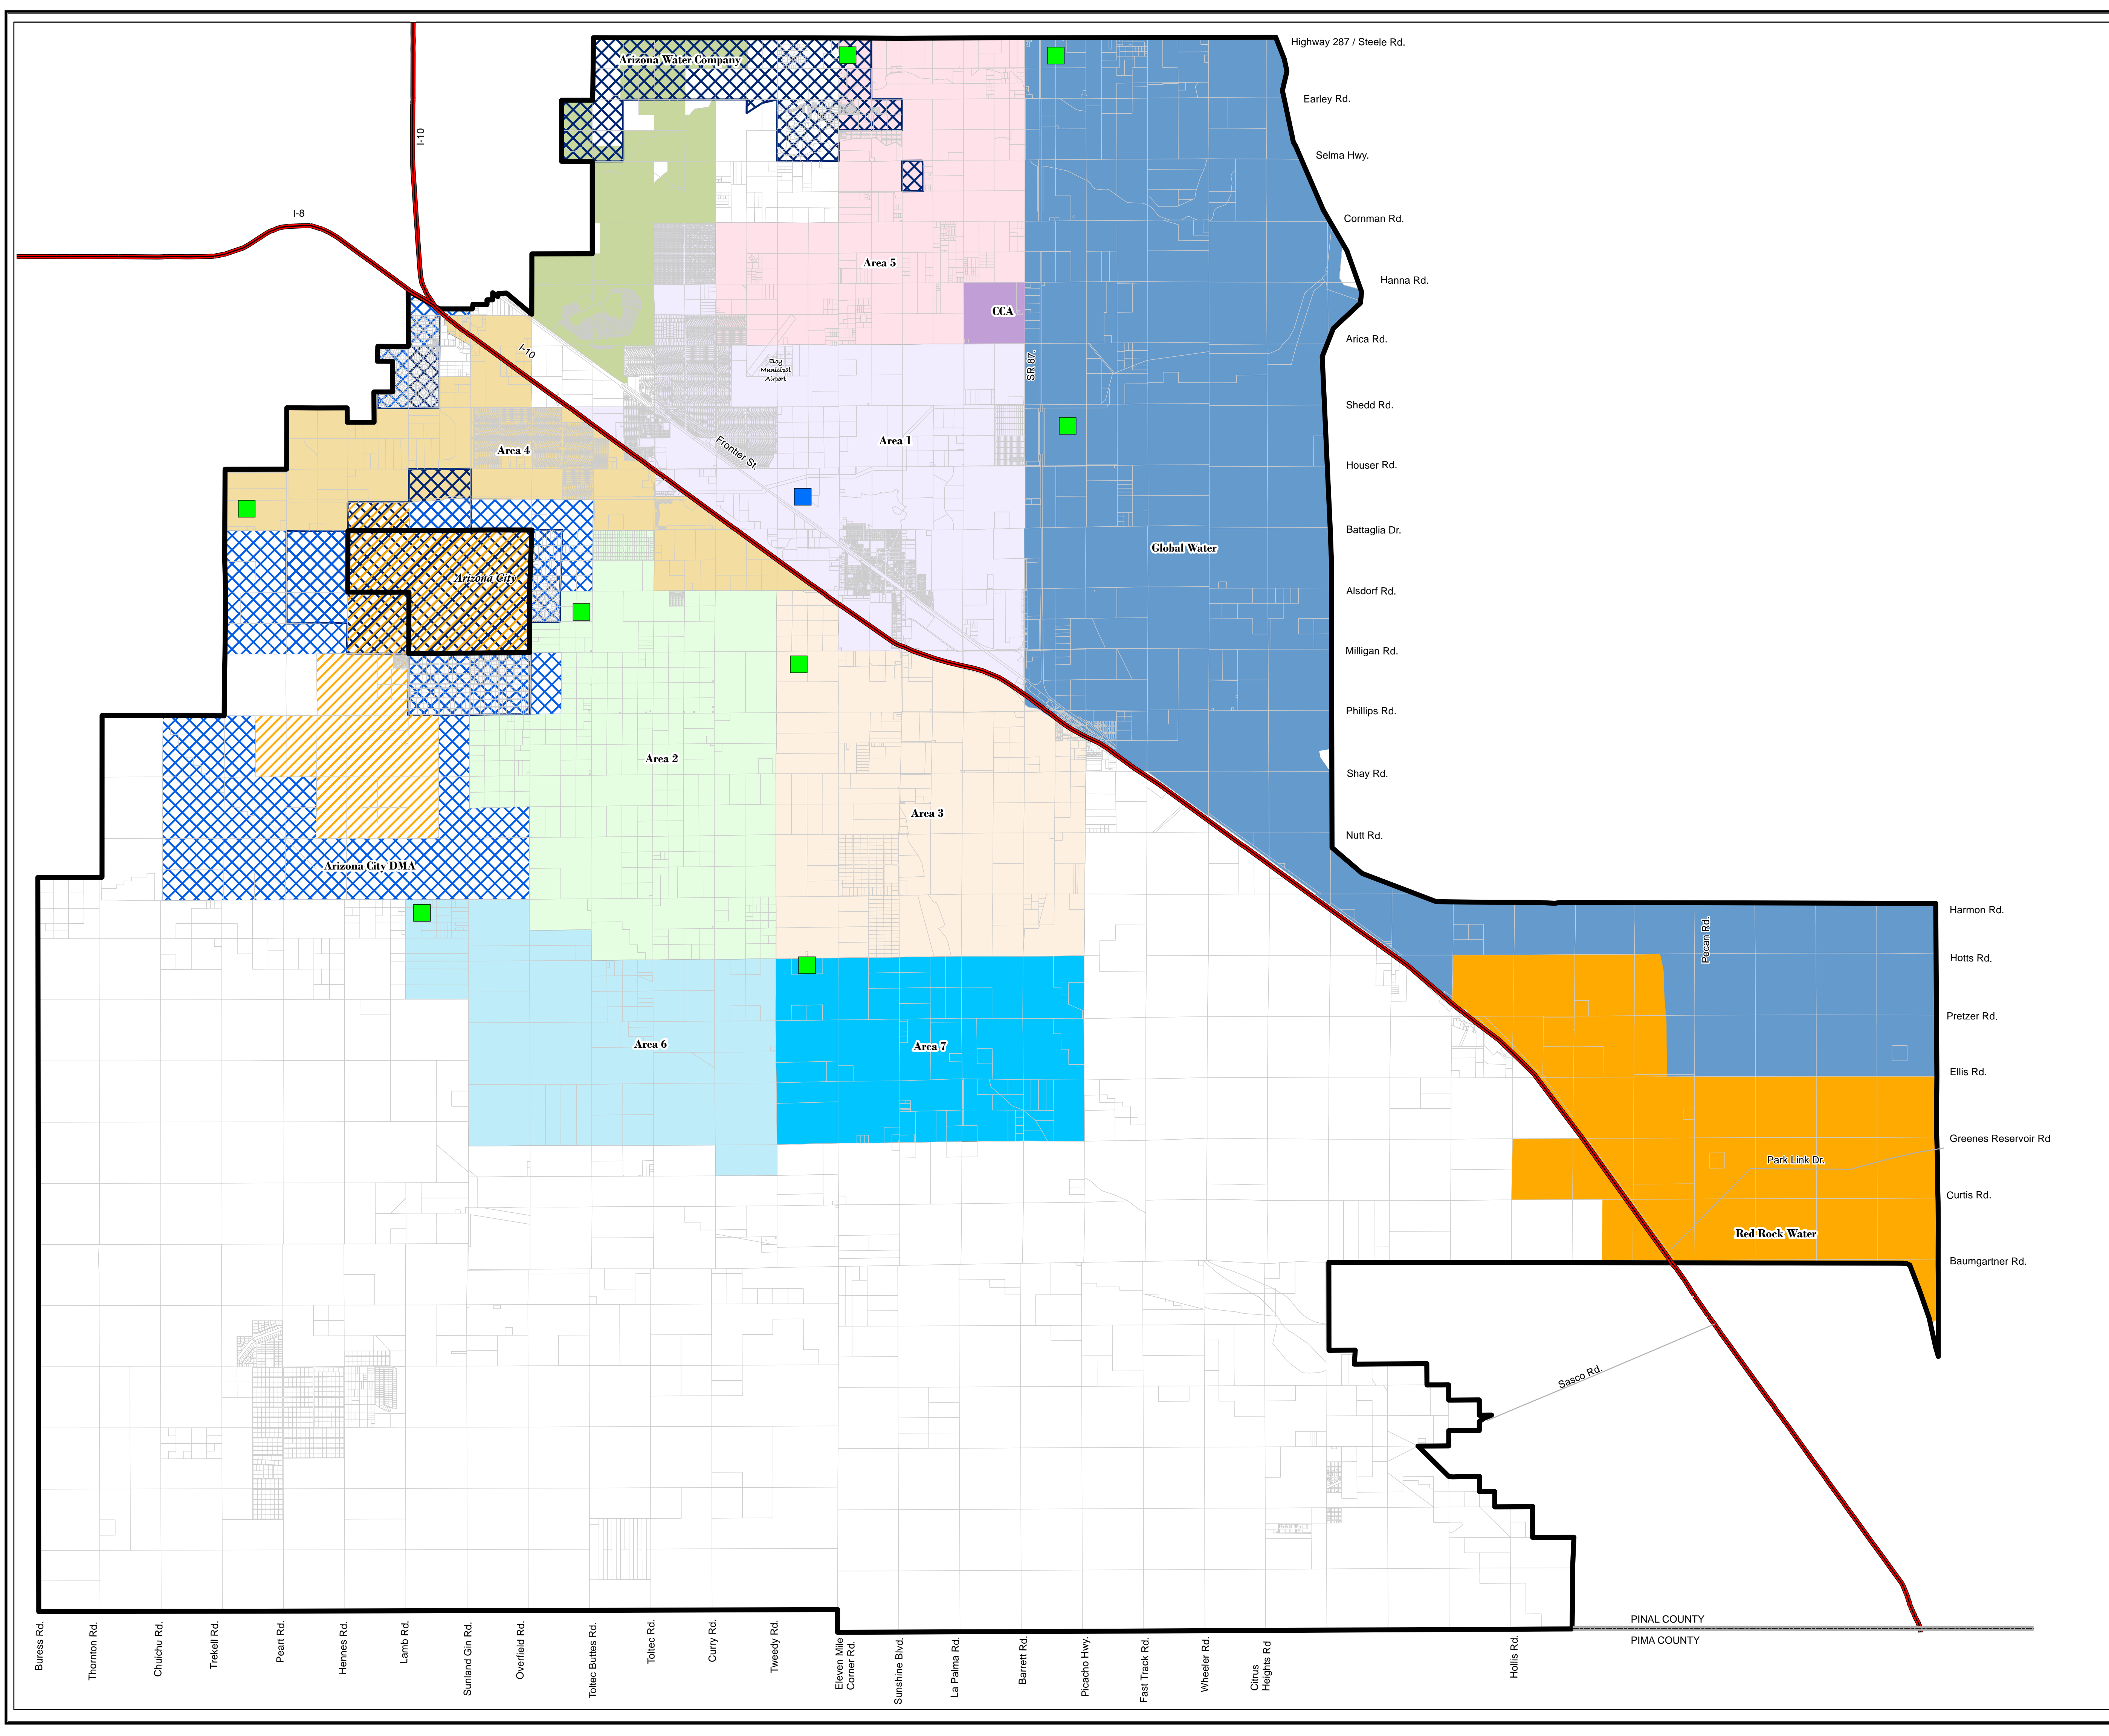 Highway 287 / Steele Rd.
Arizona Water Company
Earley Rd.
I-10
Selma Hwy.
I-8
Cornman Rd.
Area 5
Hanna Rd.
CCA
Arica Rd.
I-10
SR 87.
Eloy
Municipal
Airport
Shedd Rd.
Area 1
Area 4
Frontier St.
Houser Rd.
Battaglia Dr.
Global Water
Arizona City
Alsdorf Rd.
Milligan Rd.
Phillips Rd.
Area 2
Shay Rd.
Area 3
Nutt Rd.
Arizona City DMA
Harmon Rd.
Pecan Rd.
Hotts Rd.
Pretzer Rd.
Area 6
Area 7
Ellis Rd.
Greenes Reservoir Rd
Park Link Dr.
Curtis Rd.
Red Rock Water
Baumgartner Rd.
Sasco Rd.
PINAL COUNTY
PIMA COUNTY
Buress Rd.
Thornton Rd.
Chuichu Rd.
Trekell Rd.
Peart Rd.
Hennes Rd.
Lamb Rd.
Sunland Gin Rd.
Overfield Rd.
Toltec Buttes Rd.
Toltec Rd.
Curry Rd.
Tweedy Rd.
Eleven Mile
Corner Rd.
Sunshine Blvd.
La Palma Rd.
Barrett Rd.
Picacho Hwy.
Fast Track Rd.
Wheeler Rd.
Citrus
Heights Rd
Hollis Rd.